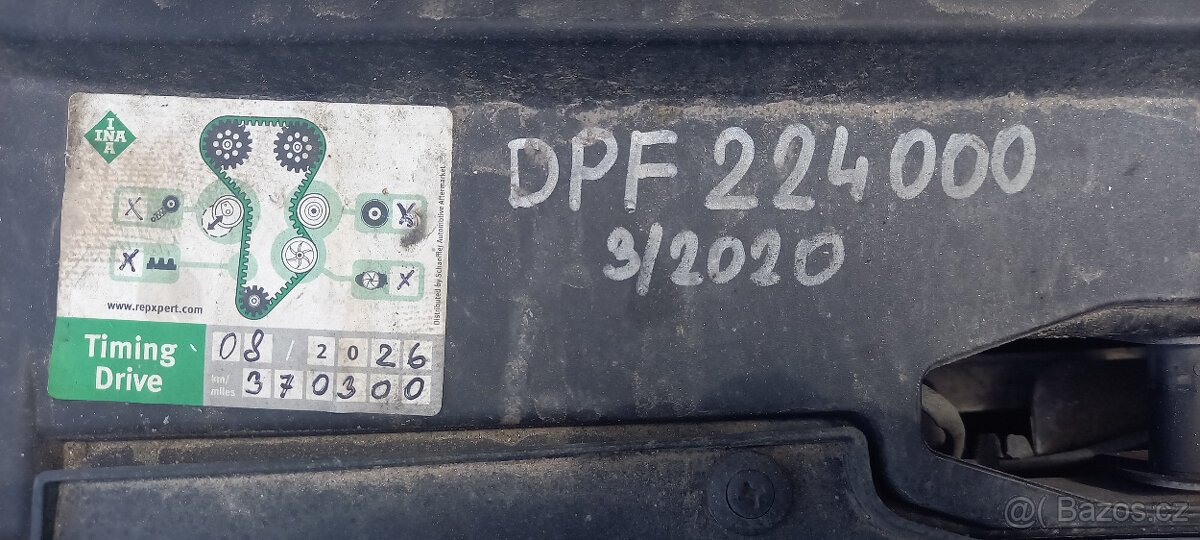 INA
INA
www.repxpert.com
Distributed by Schaeffler Automotive Aftermarket
Timing
Drive
08 / 2026
km/
miles 370300
DPF 224000
3/2020
@( Bazos.cz